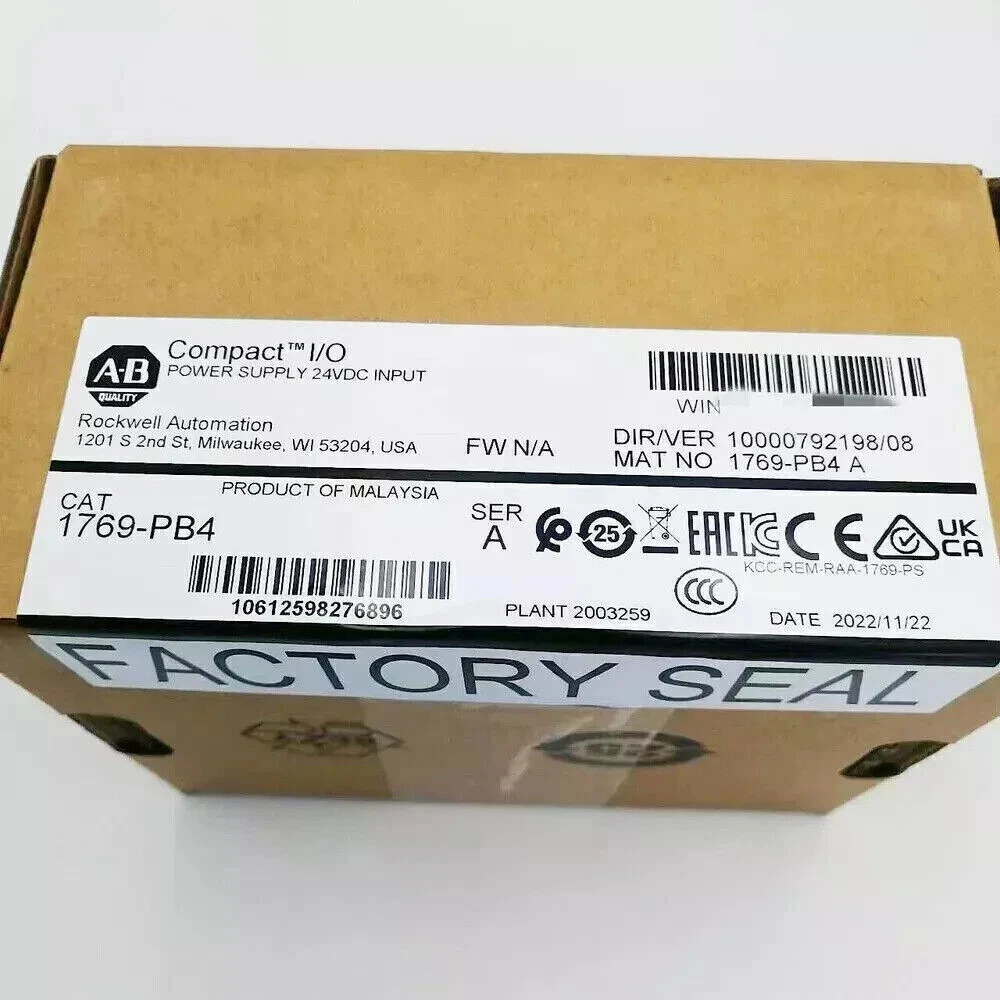 A-B
QUALITY
Compact™ I/O
POWER SUPPLY 24VDC INPUT
Rockwell Automation
1201 S 2nd St, Milwaukee, WI 53204, USA
FW N/A
WIN
DIR/VER 10000792198/08
MAT NO 1769-PB4 A
PRODUCT OF MALAYSIA
CAT
1769-PB4
SER
A
25
EAC
CE
UK
CA
KCC-REM-RAA-1769-PS
CCC
10612598276896
PLANT 2003259
DATE 2022/11/22
FACTORY SEAL